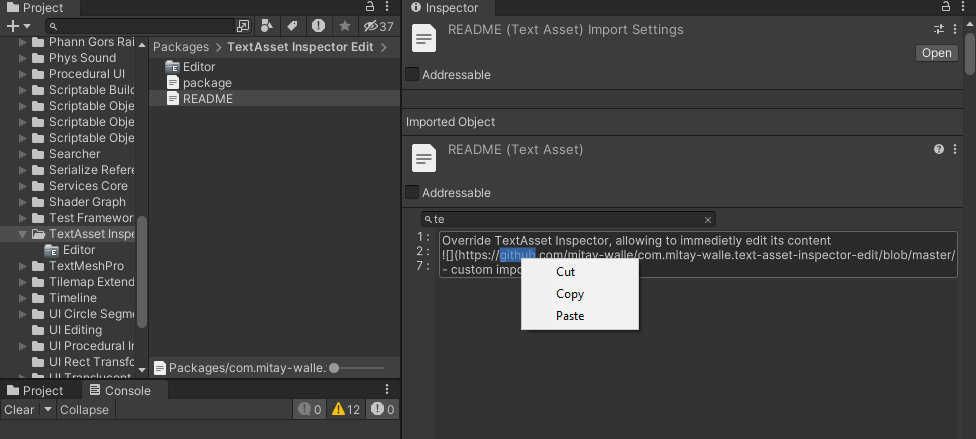 Project
37
Phann Gors Rai
Phys Sound
Procedural UI
Scriptable Build
Scriptable Obje
Scriptable Obje
Scriptable Obje
Searcher
Serialize Refere
Services Core
Shader Graph
Test Framework
TextAsset Inspe
Editor
TextMeshPro
Tilemap Extend
Timeline
UI Circle Segm
UI Editing
UI Procedural In
UI Rect Transfo
UI Translucent
Packages > TextAsset Inspector Edit >
Editor
package
README
Packages/com.mitay-walle.
Project
Console
Clear
Collapse
0
12
0
Inspector
README (Text Asset) Import Settings
Open
Addressable
Imported Object
README (Text Asset)
Addressable
te
1 : Override TextAsset Inspector, allowing to immedietly edit its content
2 : ![](https://github.com/mitay-walle/com.mitay-walle.text-asset-inspector-edit/blob/master/
7 : - custom impo
Cut
Copy
Paste